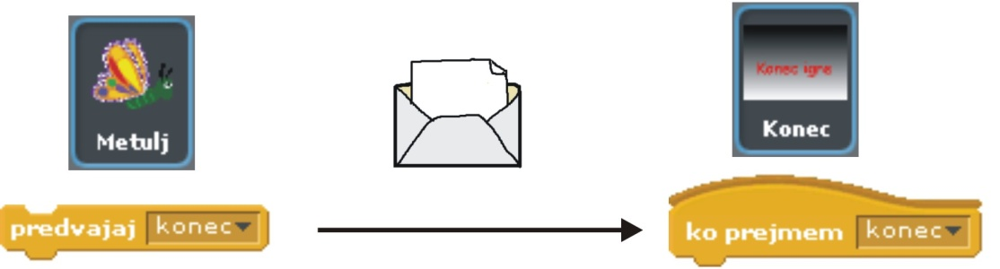 Metulj
Konec igre
Konec
predvajaj konec
ko prejmem konec